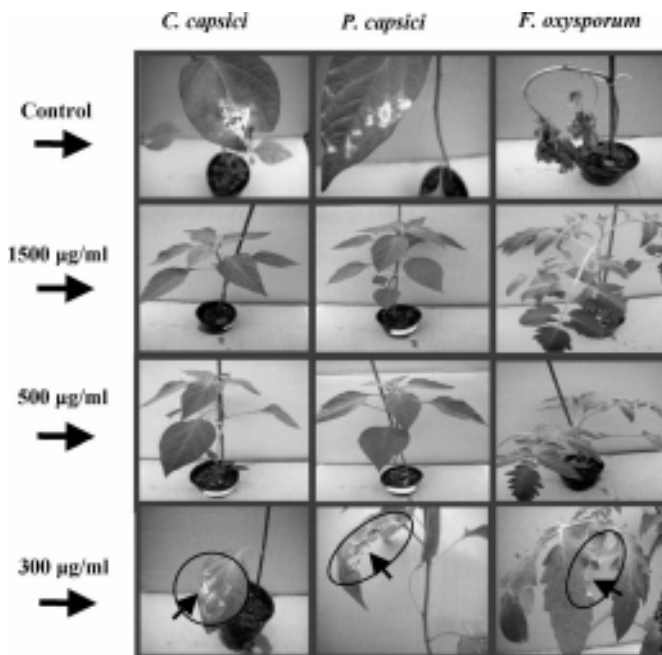 C. capsici P. capsici F. oxysporum
Control
1500 µg/ml
500 µg/ml
300 µg/ml